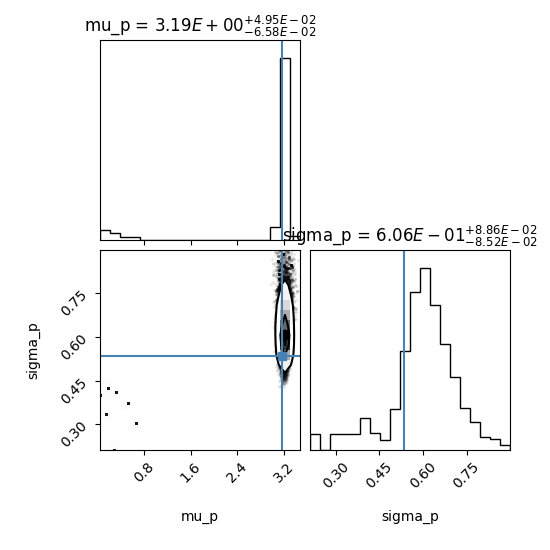 mu_p = 3.19E + 00+4.95E−02 −6.58E−02
sigma_p = 6.06E − 01+8.86E−02 −8.52E−02
sigma_p
0.75
0.60
0.45
0.30
0.8 1.6 2.4 3.2
mu_p
0.30 0.45 0.60 0.75
sigma_p